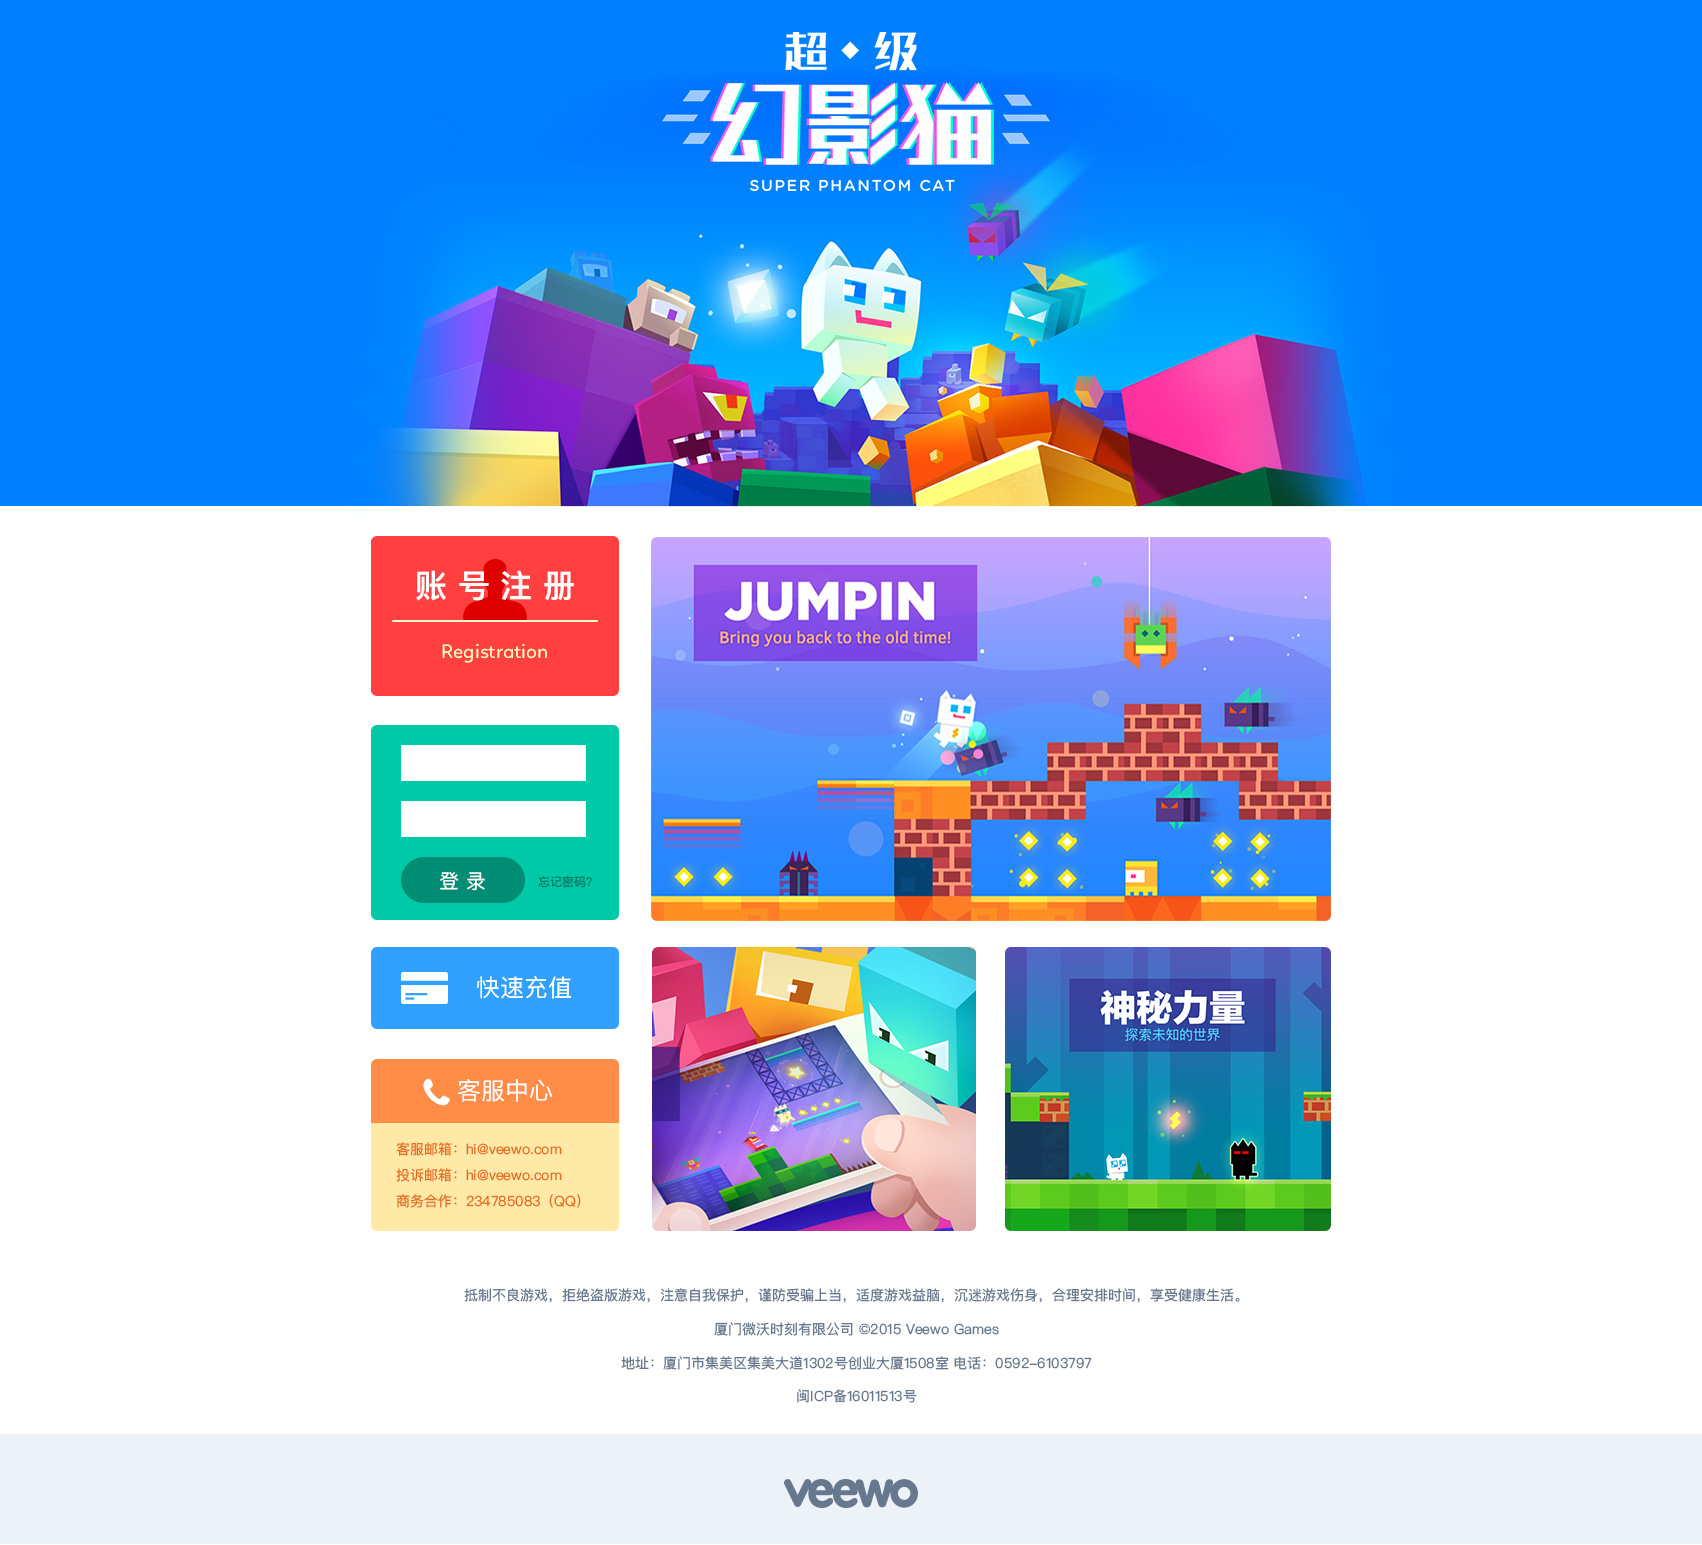 超·级
幻影猫
SUPER PHANTOM CAT
账号注册
Registration
登录
忘记密码?
快速充值
客服中心
客服邮箱：hi@veewo.com
投诉邮箱：hi@veewo.com
商务合作：234785083（QQ）
JUMPIN
Bring you back to the old time!
神秘力量
探索未知的世界
抵制不良游戏，拒绝盗版游戏，注意自我保护，谨防受骗上当，适度游戏益脑，沉迷游戏伤身，合理安排时间，享受健康生活。
厦门微沃时刻有限公司 ©2015 Veewo Games
地址：厦门市集美区集美大道1302号创业大厦1508室 电话：0592-6103797
闽ICP备16011513号
veewo